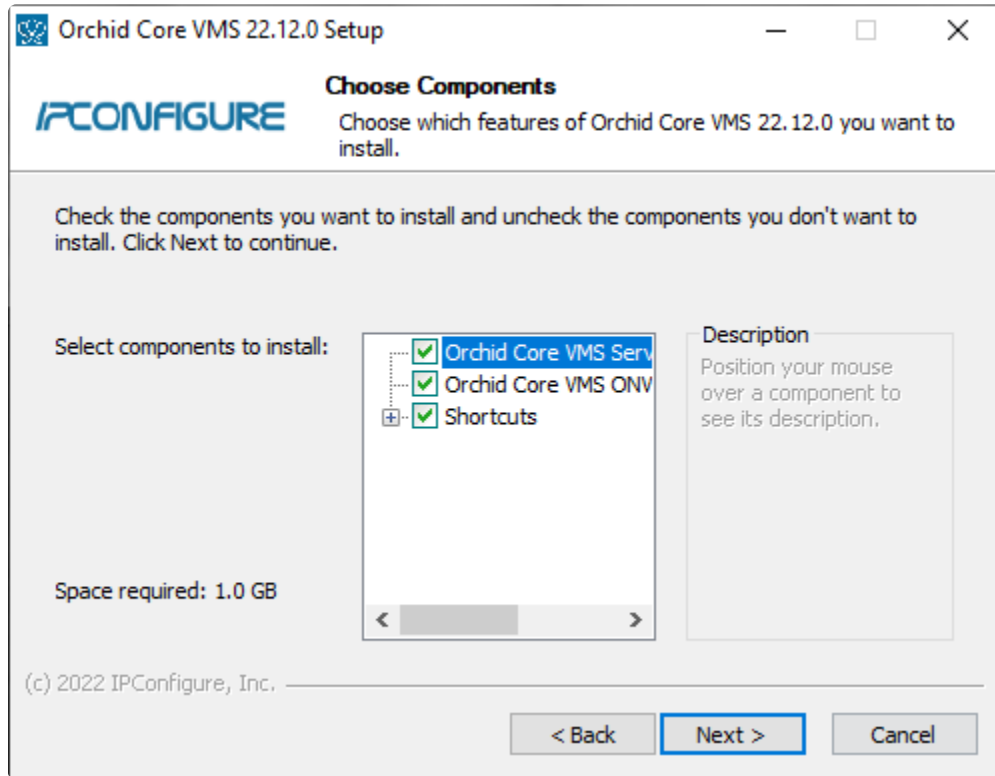 Orchid Core VMS 22.12.0 Setup
IPCONFIGURE
Choose Components
Choose which features of Orchid Core VMS 22.12.0 you want to
install.
Check the components you want to install and uncheck the components you don't want to
install. Click Next to continue.
Select components to install:
Orchid Core VMS Serv
Orchid Core VMS ONV
Shortcuts
Description
Position your mouse
over a component to
see its description.
Space required: 1.0 GB
(c) 2022 IPConfigure, Inc.
< Back
Next >
Cancel